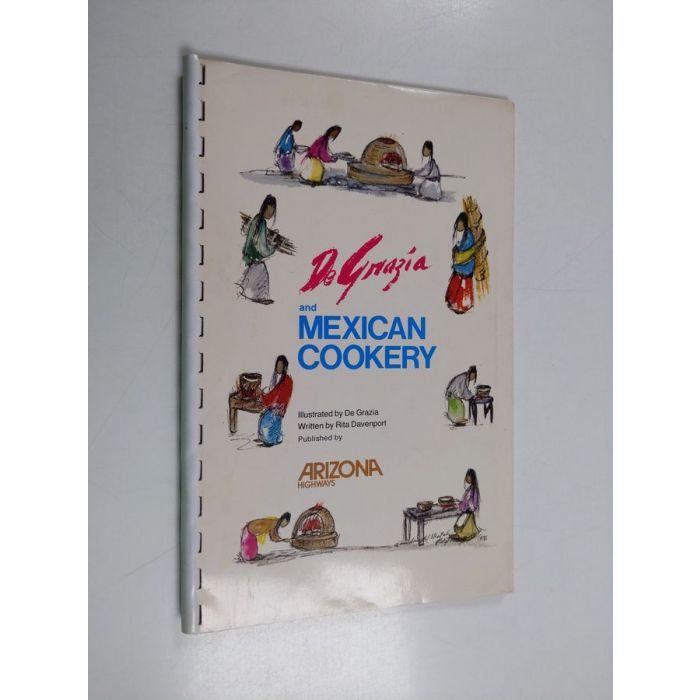 De Grazia
and
MEXICAN
COOKERY
Illustrated by De Grazia
Written by Rita Davenport
Published by
ARIZONA
HIGHWAYS